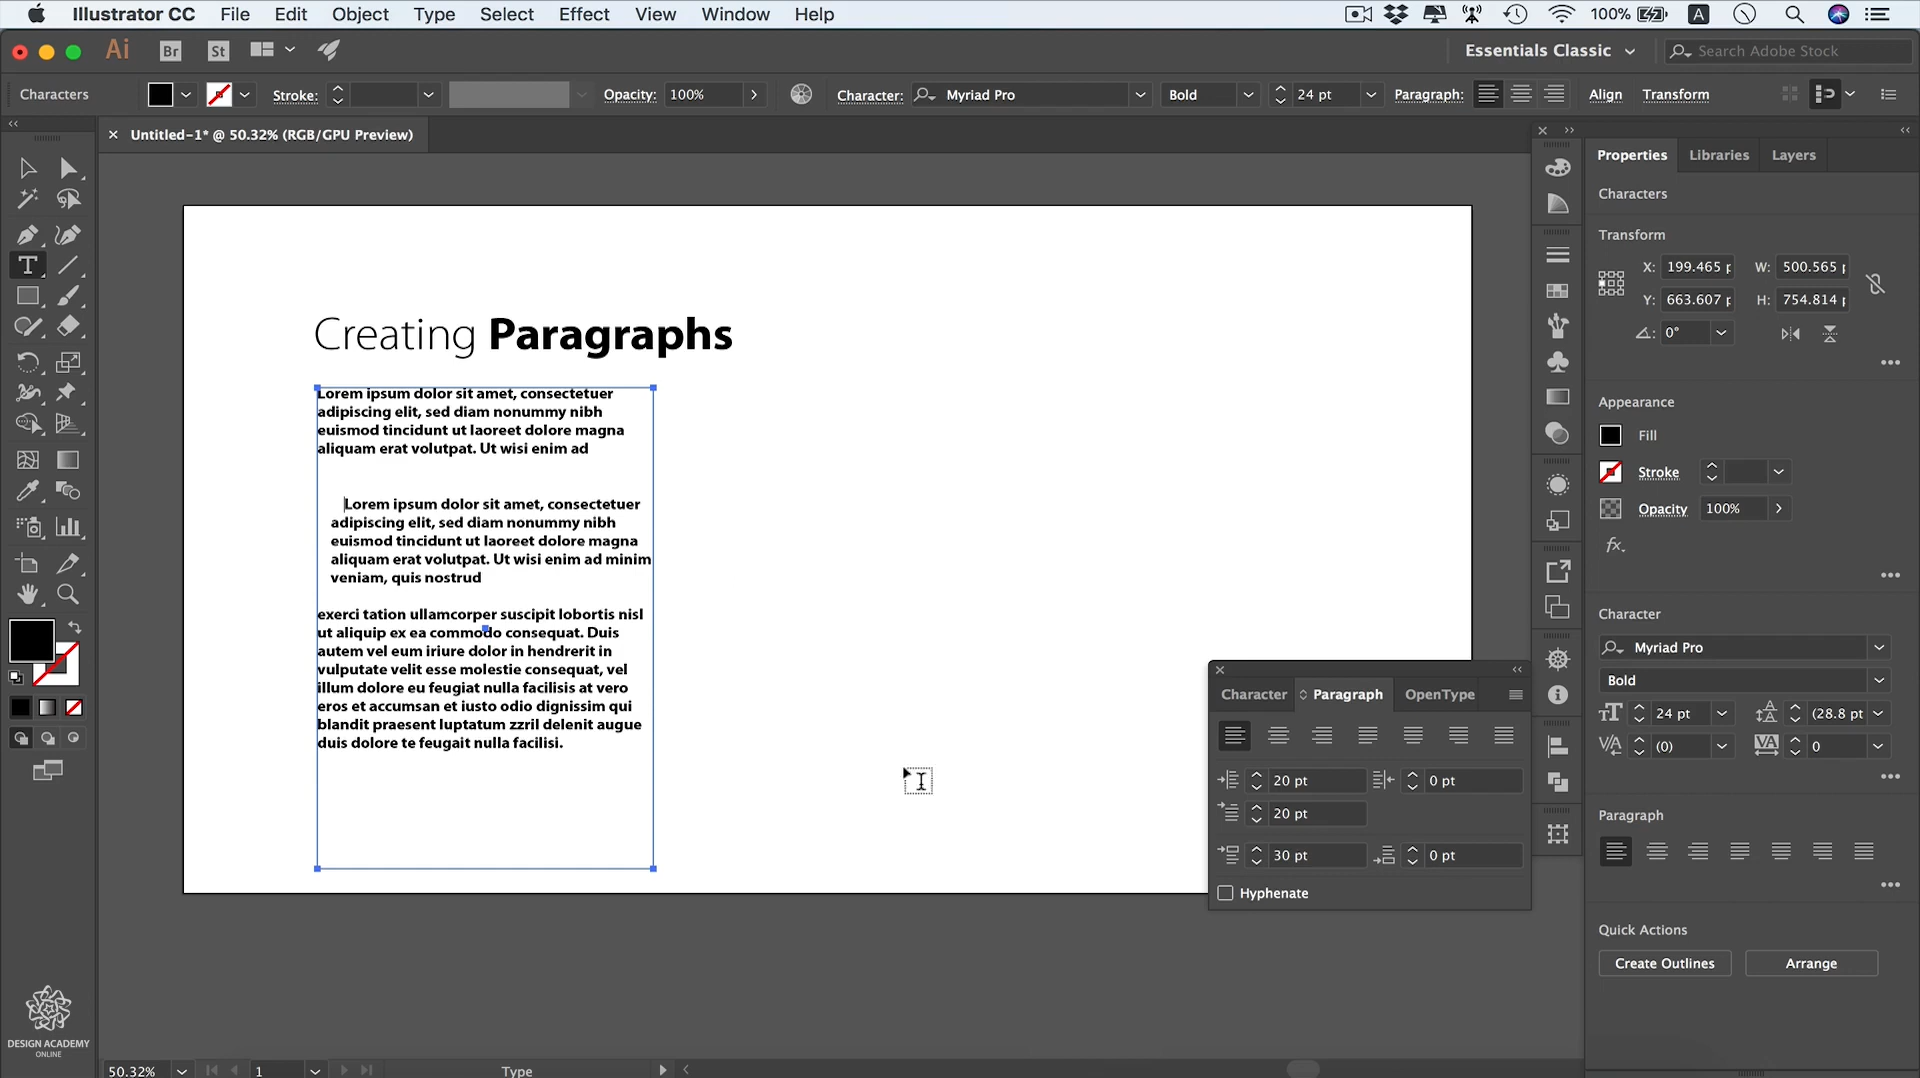 Illustrator CC File Edit Object Type Select Effect View Window Help 100% A
Ai Br St Essentials Classic Search Adobe Stock
Characters Stroke: Opacity: 100% Character: Myriad Pro Bold 24 pt Paragraph: Align Transform
Untitled-1* @ 50.32% (RGB/GPU Preview)
Properties Libraries Layers
Characters
Transform
X: 199.465 p W: 500.565 p
Y: 663.607 p H: 754.814 p
0°
Creating Paragraphs
Lorem ipsum dolor sit amet, consectetuer
adipiscing elit, sed diam nonummy nibh
euismod tincidunt ut laoreet dolore magna
aliquam erat volutpat. Ut wisi enim ad
Lorem ipsum dolor sit amet, consectetuer
adipiscing elit, sed diam nonummy nibh
euismod tincidunt ut laoreet dolore magna
aliquam erat volutpat. Ut wisi enim ad minim
veniam, quis nostrud
exerci tation ullamcorper suscipit lobortis nisl
ut aliquip ex ea commodo consequat. Duis
autem vel eum iriure dolor in hendrerit in
vulputate velit esse molestie consequat, vel
illum dolore eu feugiat nulla facilisis at vero
eros et accumsan et iusto odio dignissim qui
blandit praesent luptatum zzril delenit augue
duis dolore te feugait nulla facilisi.
Appearance
Fill
Stroke
Opacity 100%
fx.
Character
Myriad Pro
Bold
24 pt (28.8 pt
(0) 0
Character Paragraph OpenType
20 pt 0 pt
20 pt
30 pt 0 pt
Hyphenate
Paragraph
Quick Actions
Create Outlines Arrange
DESIGN ACADEMY
ONLINE
50.32% 1 Type